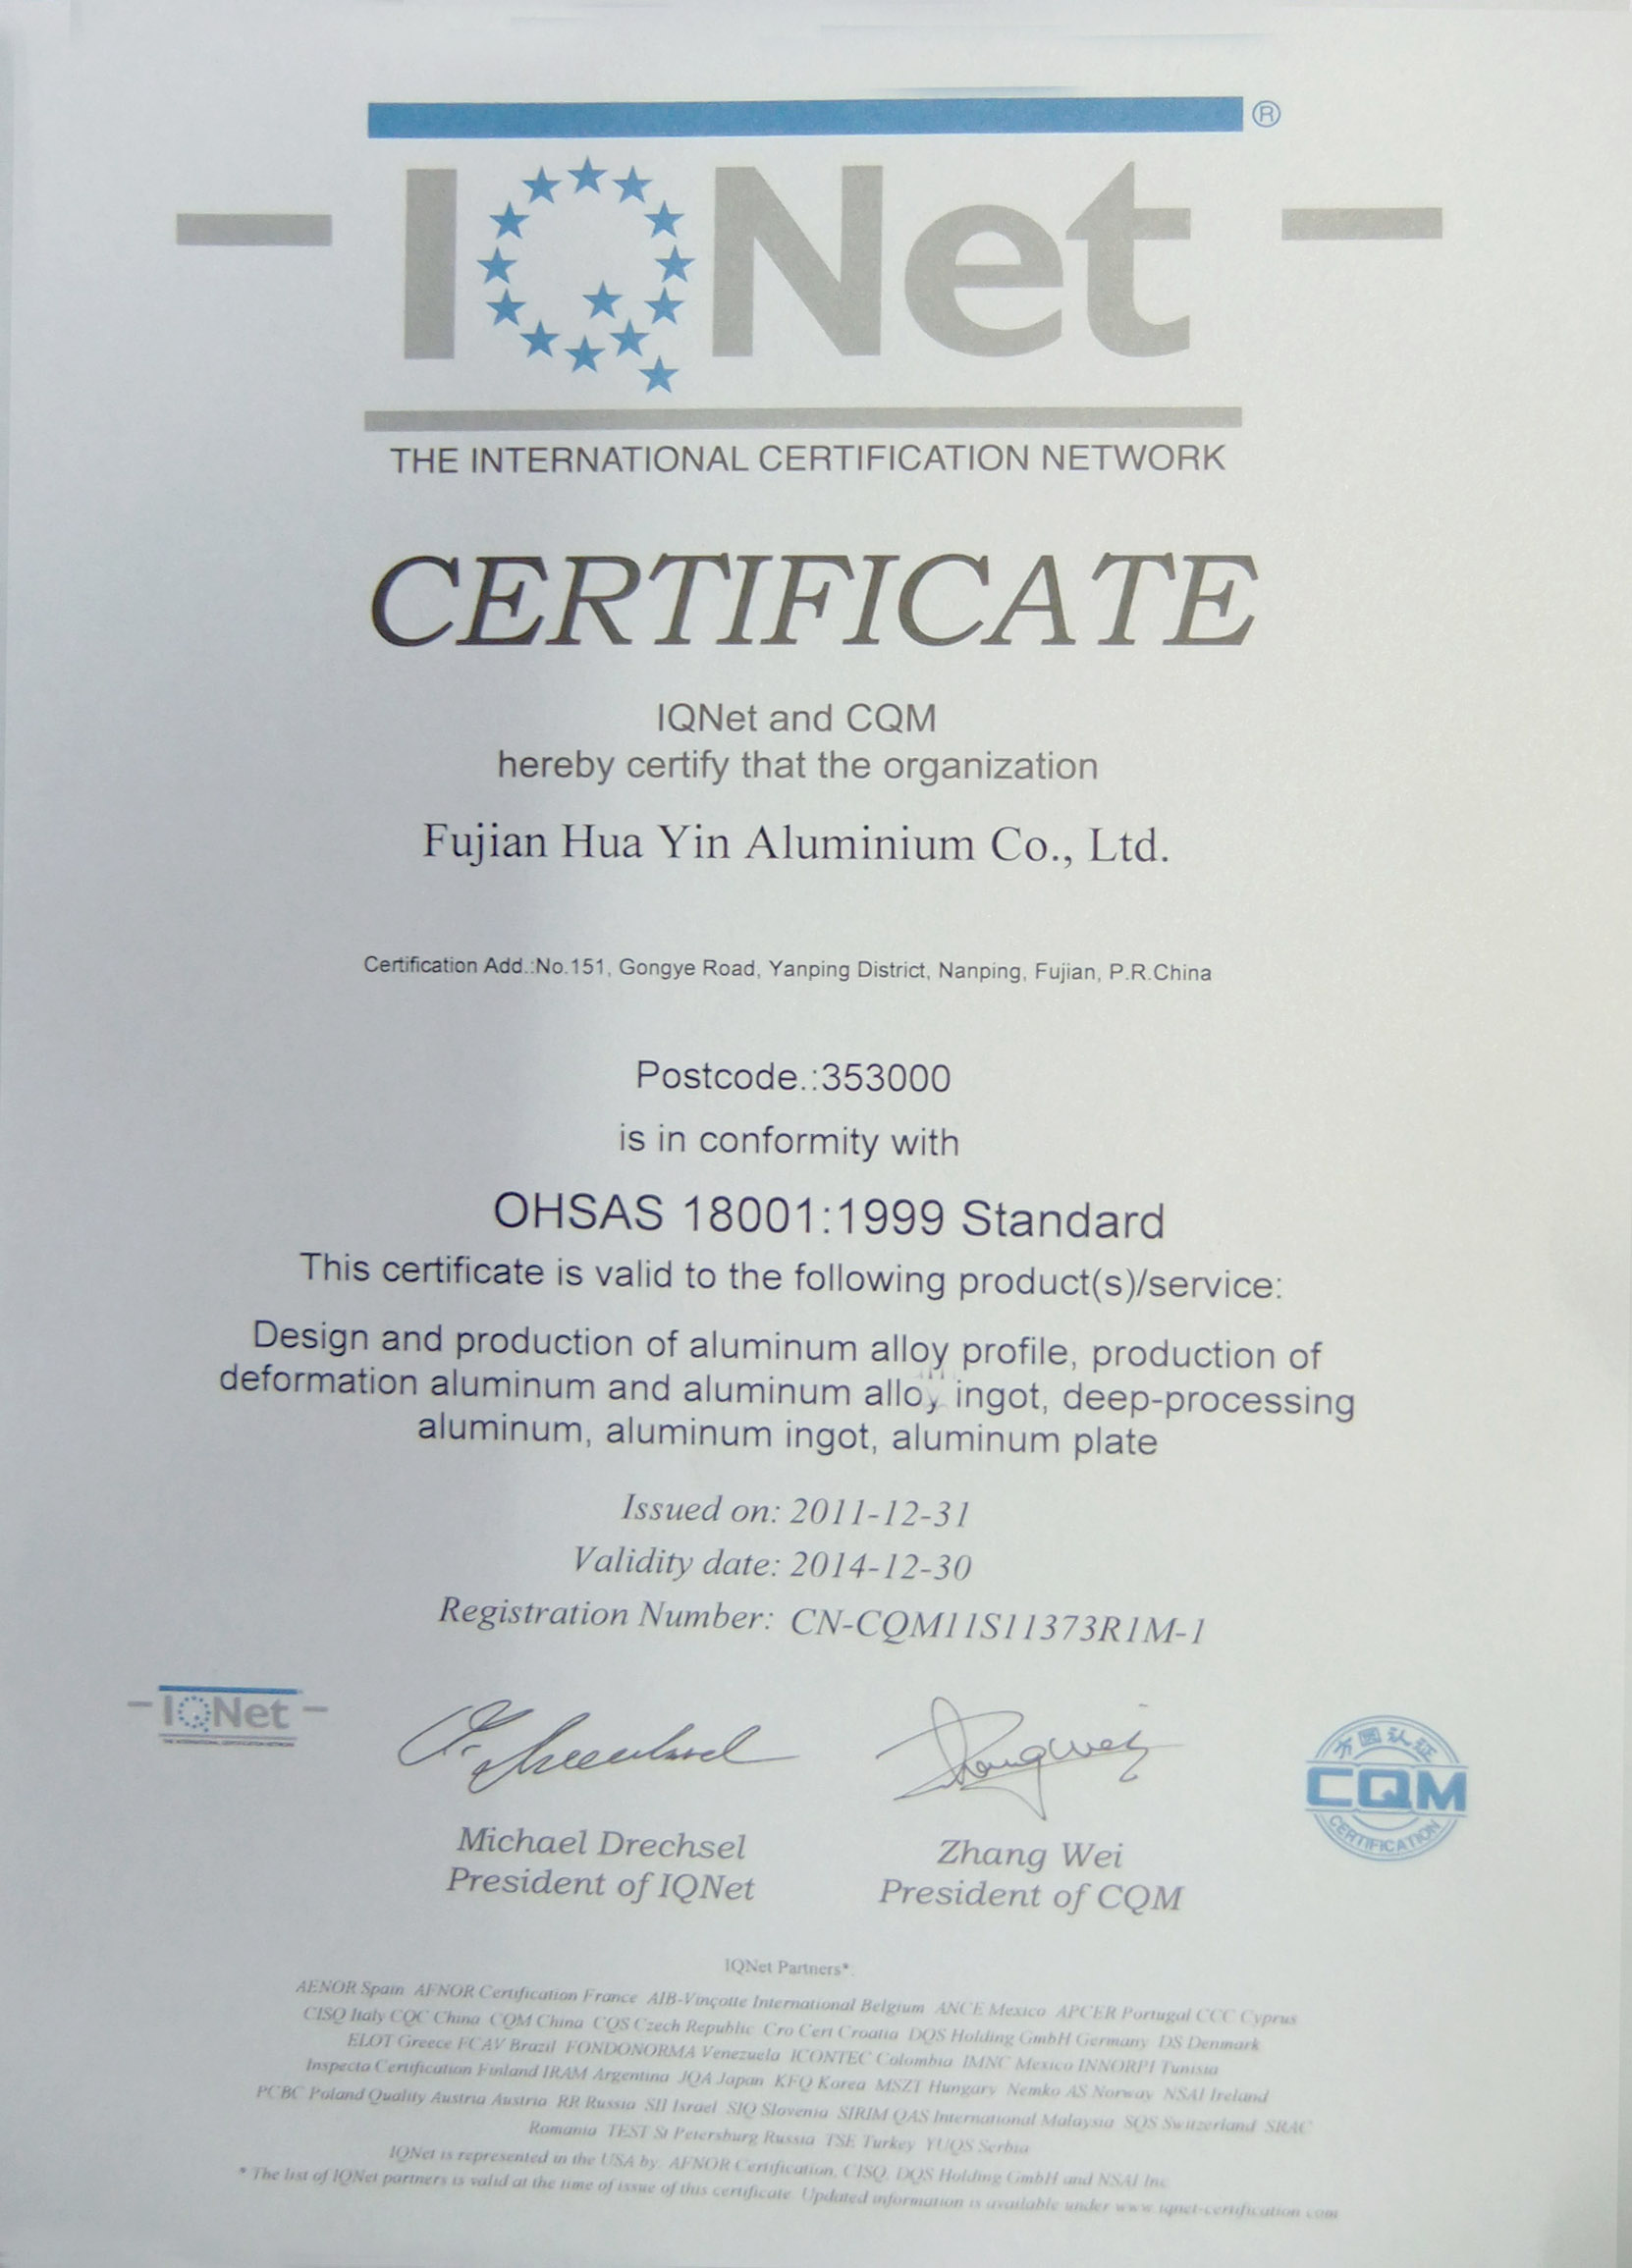 ®
IQNet
THE INTERNATIONAL CERTIFICATION NETWORK
CERTIFICATE
IQNet and CQM
hereby certify that the organization
Fujian Hua Yin Aluminium Co., Ltd.
Certification Add.:No.151, Gongye Road, Yanping District, Nanping, Fujian, P.R.China
Postcode.:353000
is in conformity with
OHSAS 18001:1999 Standard
This certificate is valid to the following product(s)/service:
Design and production of aluminum alloy profile, production of
deformation aluminum and aluminum alloy ingot, deep-processing
aluminum, aluminum ingot, aluminum plate
Issued on: 2011-12-31
Validity date: 2014-12-30
Registration Number: CN-CQM11S11373R1M-1
IQNet
THE INTERNATIONAL CERTIFICATION NETWORK
Zhangwei
方圆认证
CQM
CERTIFICATION
Michael Drechsel
President of IQNet
Zhang Wei
President of CQM
IQNet Partners*:
AENOR Spain AFNOR Certification France AIB-Vinçotte International Belgium ANCE Mexico APCER Portugal CCC Cyprus
CISQ Italy CQC China CQM China CQS Czech Republic Cro Cert Croatia DQS Holding GmbH Germany DS Denmark
ELOT Greece FCAV Brazil FONDONORMA Venezuela ICONTEC Colombia IMNC Mexico INNORPI Tunisia
Inspecta Certification Finland IRAM Argentina JQA Japan KFQ Korea MSZT Hungary Nemko AS Norway NSAI Ireland
PCBC Poland Quality Austria Austria RR Russia SII Israel SIQ Slovenia SIRIM QAS International Malaysia SQS Switzerland SRAC
Romania TEST St Petersburg Russia TSE Turkey YUQS Serbia
IQNet is represented in the USA by: AFNOR Certification, CISQ, DQS Holding GmbH and NSAI Inc
* The list of IQNet partners is valid at the time of issue of this certificate. Updated information is available under www.iqnet-certification.com